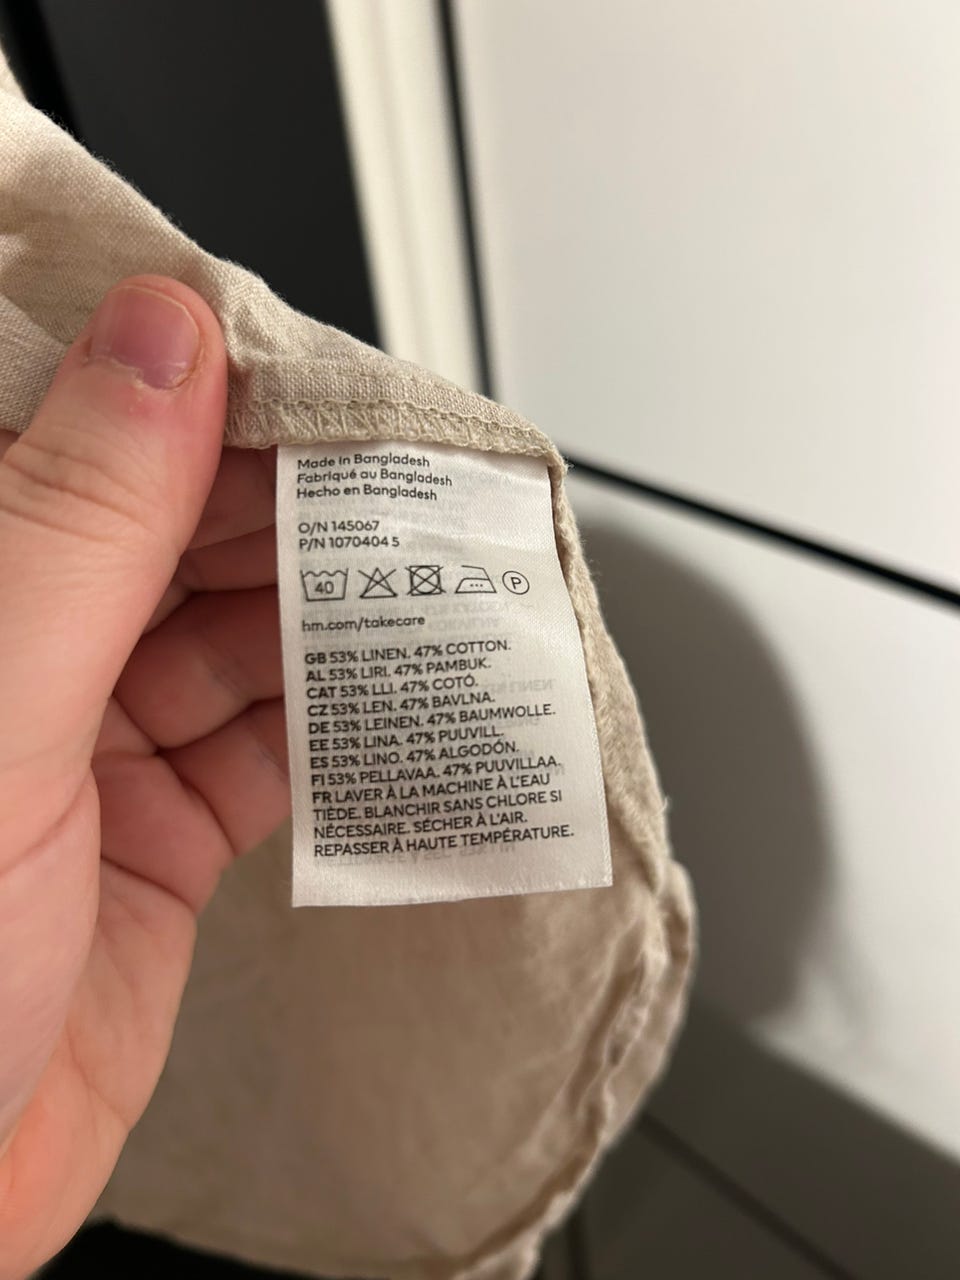 Made in Bangladesh
Fabriqué au Bangladesh
Hecho en Bangladesh
O/N 145067
P/N 1070404 5
40 P
hm.com/takecare
GB 53% LINEN. 47% COTTON.
AL 53% LIRI. 47% PAMBUK.
CAT 53% LLI. 47% COTÓ.
CZ 53% LEN. 47% BAVLNA.
DE 53% LEINEN. 47% BAUMWOLLE.
EE 53% LINA. 47% PUUVILL.
ES 53% LINO. 47% ALGODÓN.
FI 53% PELLAVAA. 47% PUUVILLAA.
FR LAVER À LA MACHINE À L'EAU
TIÈDE. BLANCHIR SANS CHLORE SI
NÉCESSAIRE. SÉCHER À L'AIR.
REPASSER À HAUTE TEMPÉRATURE.